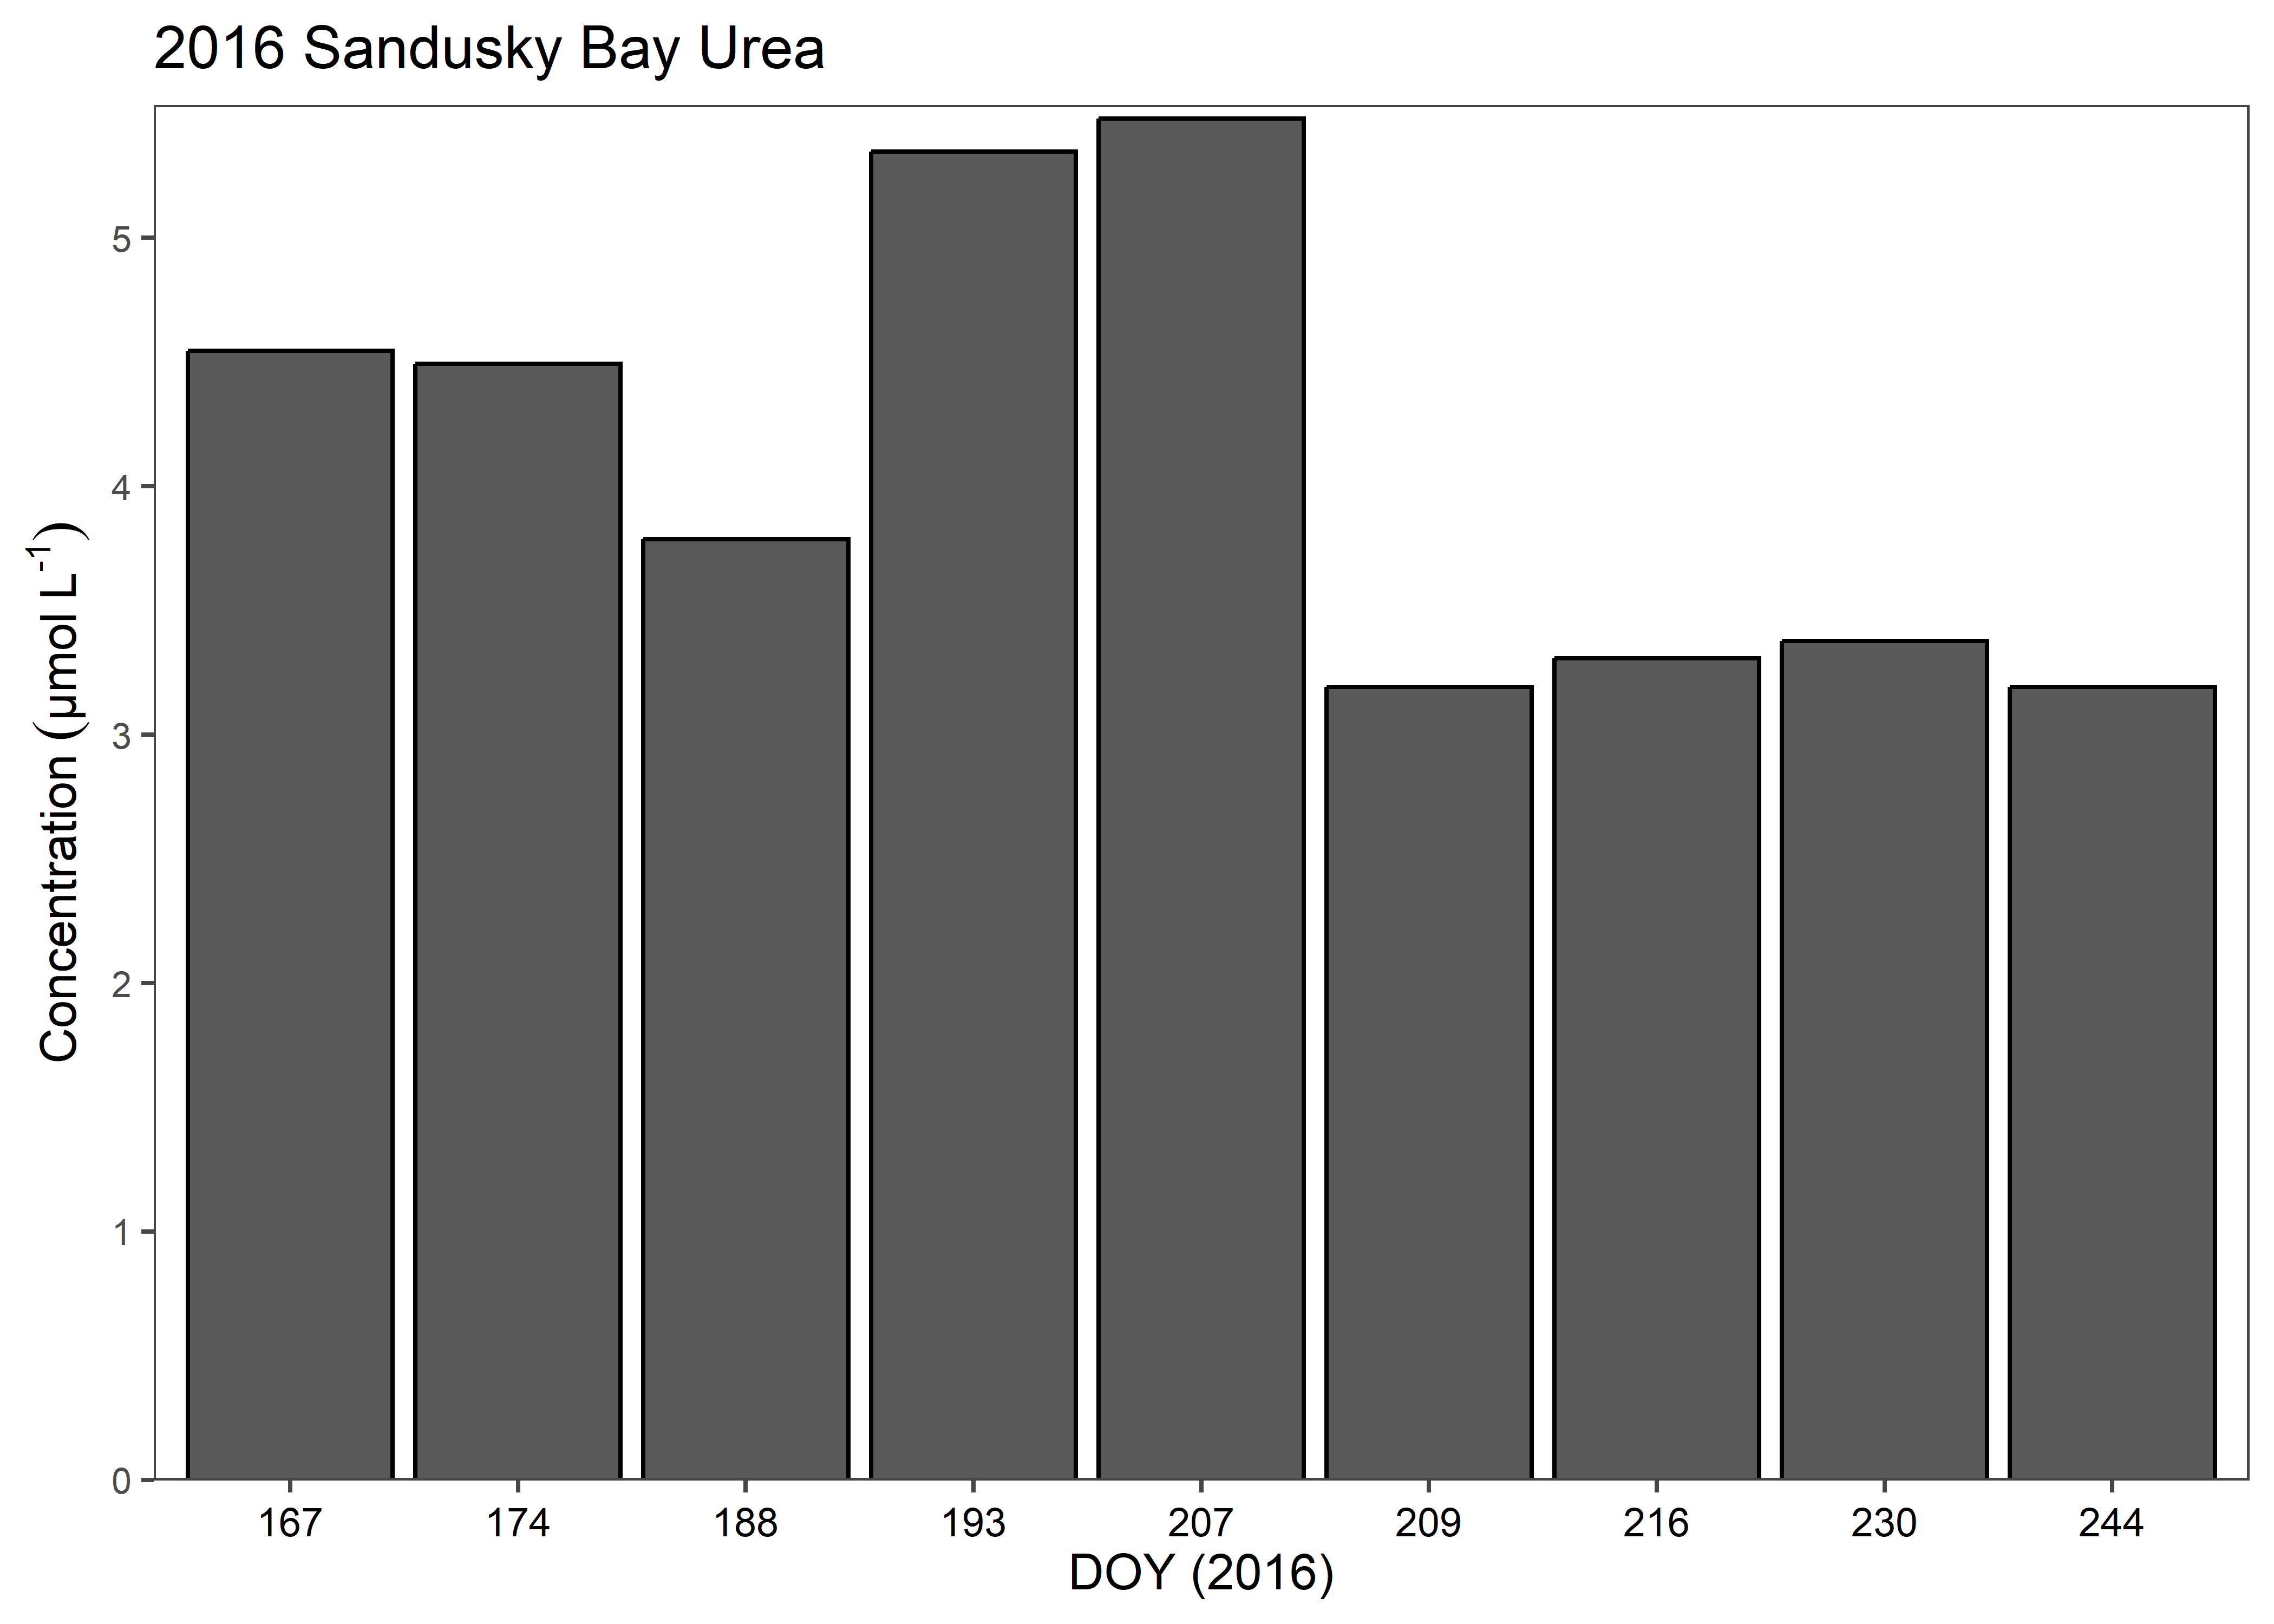 2016 Sandusky Bay Urea
Concentration (µmol L⁻¹)
5
4
3
2
1
0
167 174 188 193 207 209 216 230 244
DOY (2016)